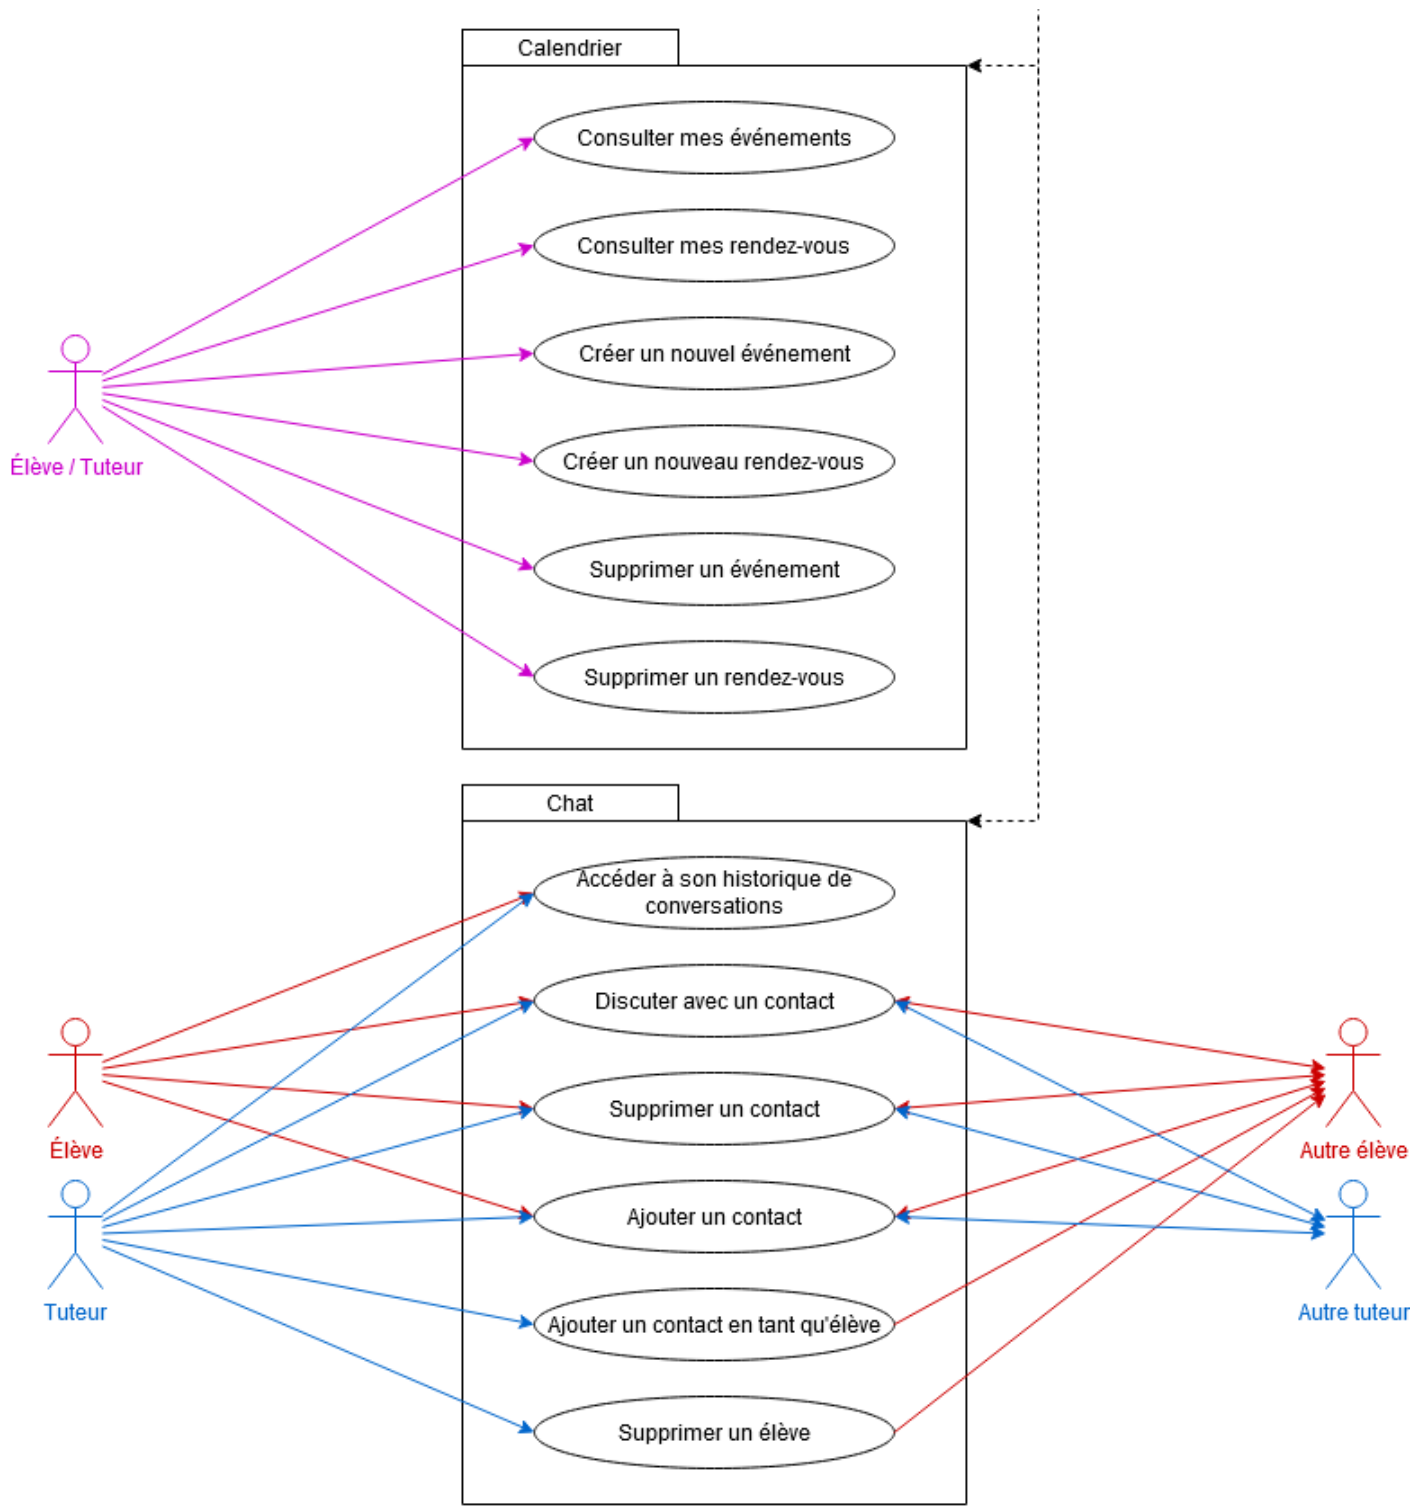 Calendrier
Consulter mes événements
Consulter mes rendez-vous
Créer un nouvel événement
Créer un nouveau rendez-vous
Supprimer un événement
Supprimer un rendez-vous
Élève / Tuteur
Chat
Accéder à son historique de
conversations
Discuter avec un contact
Supprimer un contact
Ajouter un contact
Ajouter un contact en tant qu'élève
Supprimer un élève
Élève
Tuteur
Autre élève
Autre tuteur